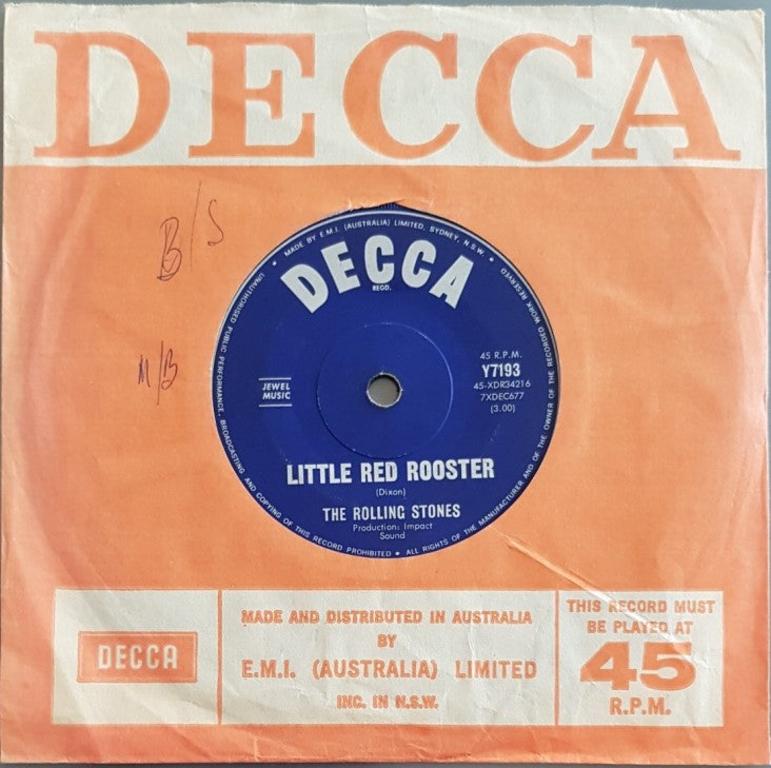 DECCA
B/S
M/B
MADE BY E.M.I. (AUSTRALIA) LIMITED, SYDNEY, N.S.W.
DECCA
REGD.
45 R.P.M.
Y7193
45-XDR34216
7XDEC677
(3.00)
JEWEL
MUSIC
LITTLE RED ROOSTER
(Dixon)
THE ROLLING STONES
Production: Impact
Sound
UNAUTHORISED PUBLIC PERFORMANCE, BROADCASTING AND COPYING OF THIS RECORD PROHIBITED • ALL RIGHTS OF THE MANUFACTURER AND OF THE OWNER OF THE RECORDED WORK RESERVED
DECCA
MADE AND DISTRIBUTED IN AUSTRALIA
BY
E.M.I. (AUSTRALIA) LIMITED
INC. IN N.S.W.
THIS RECORD MUST
BE PLAYED AT
45
R.P.M.